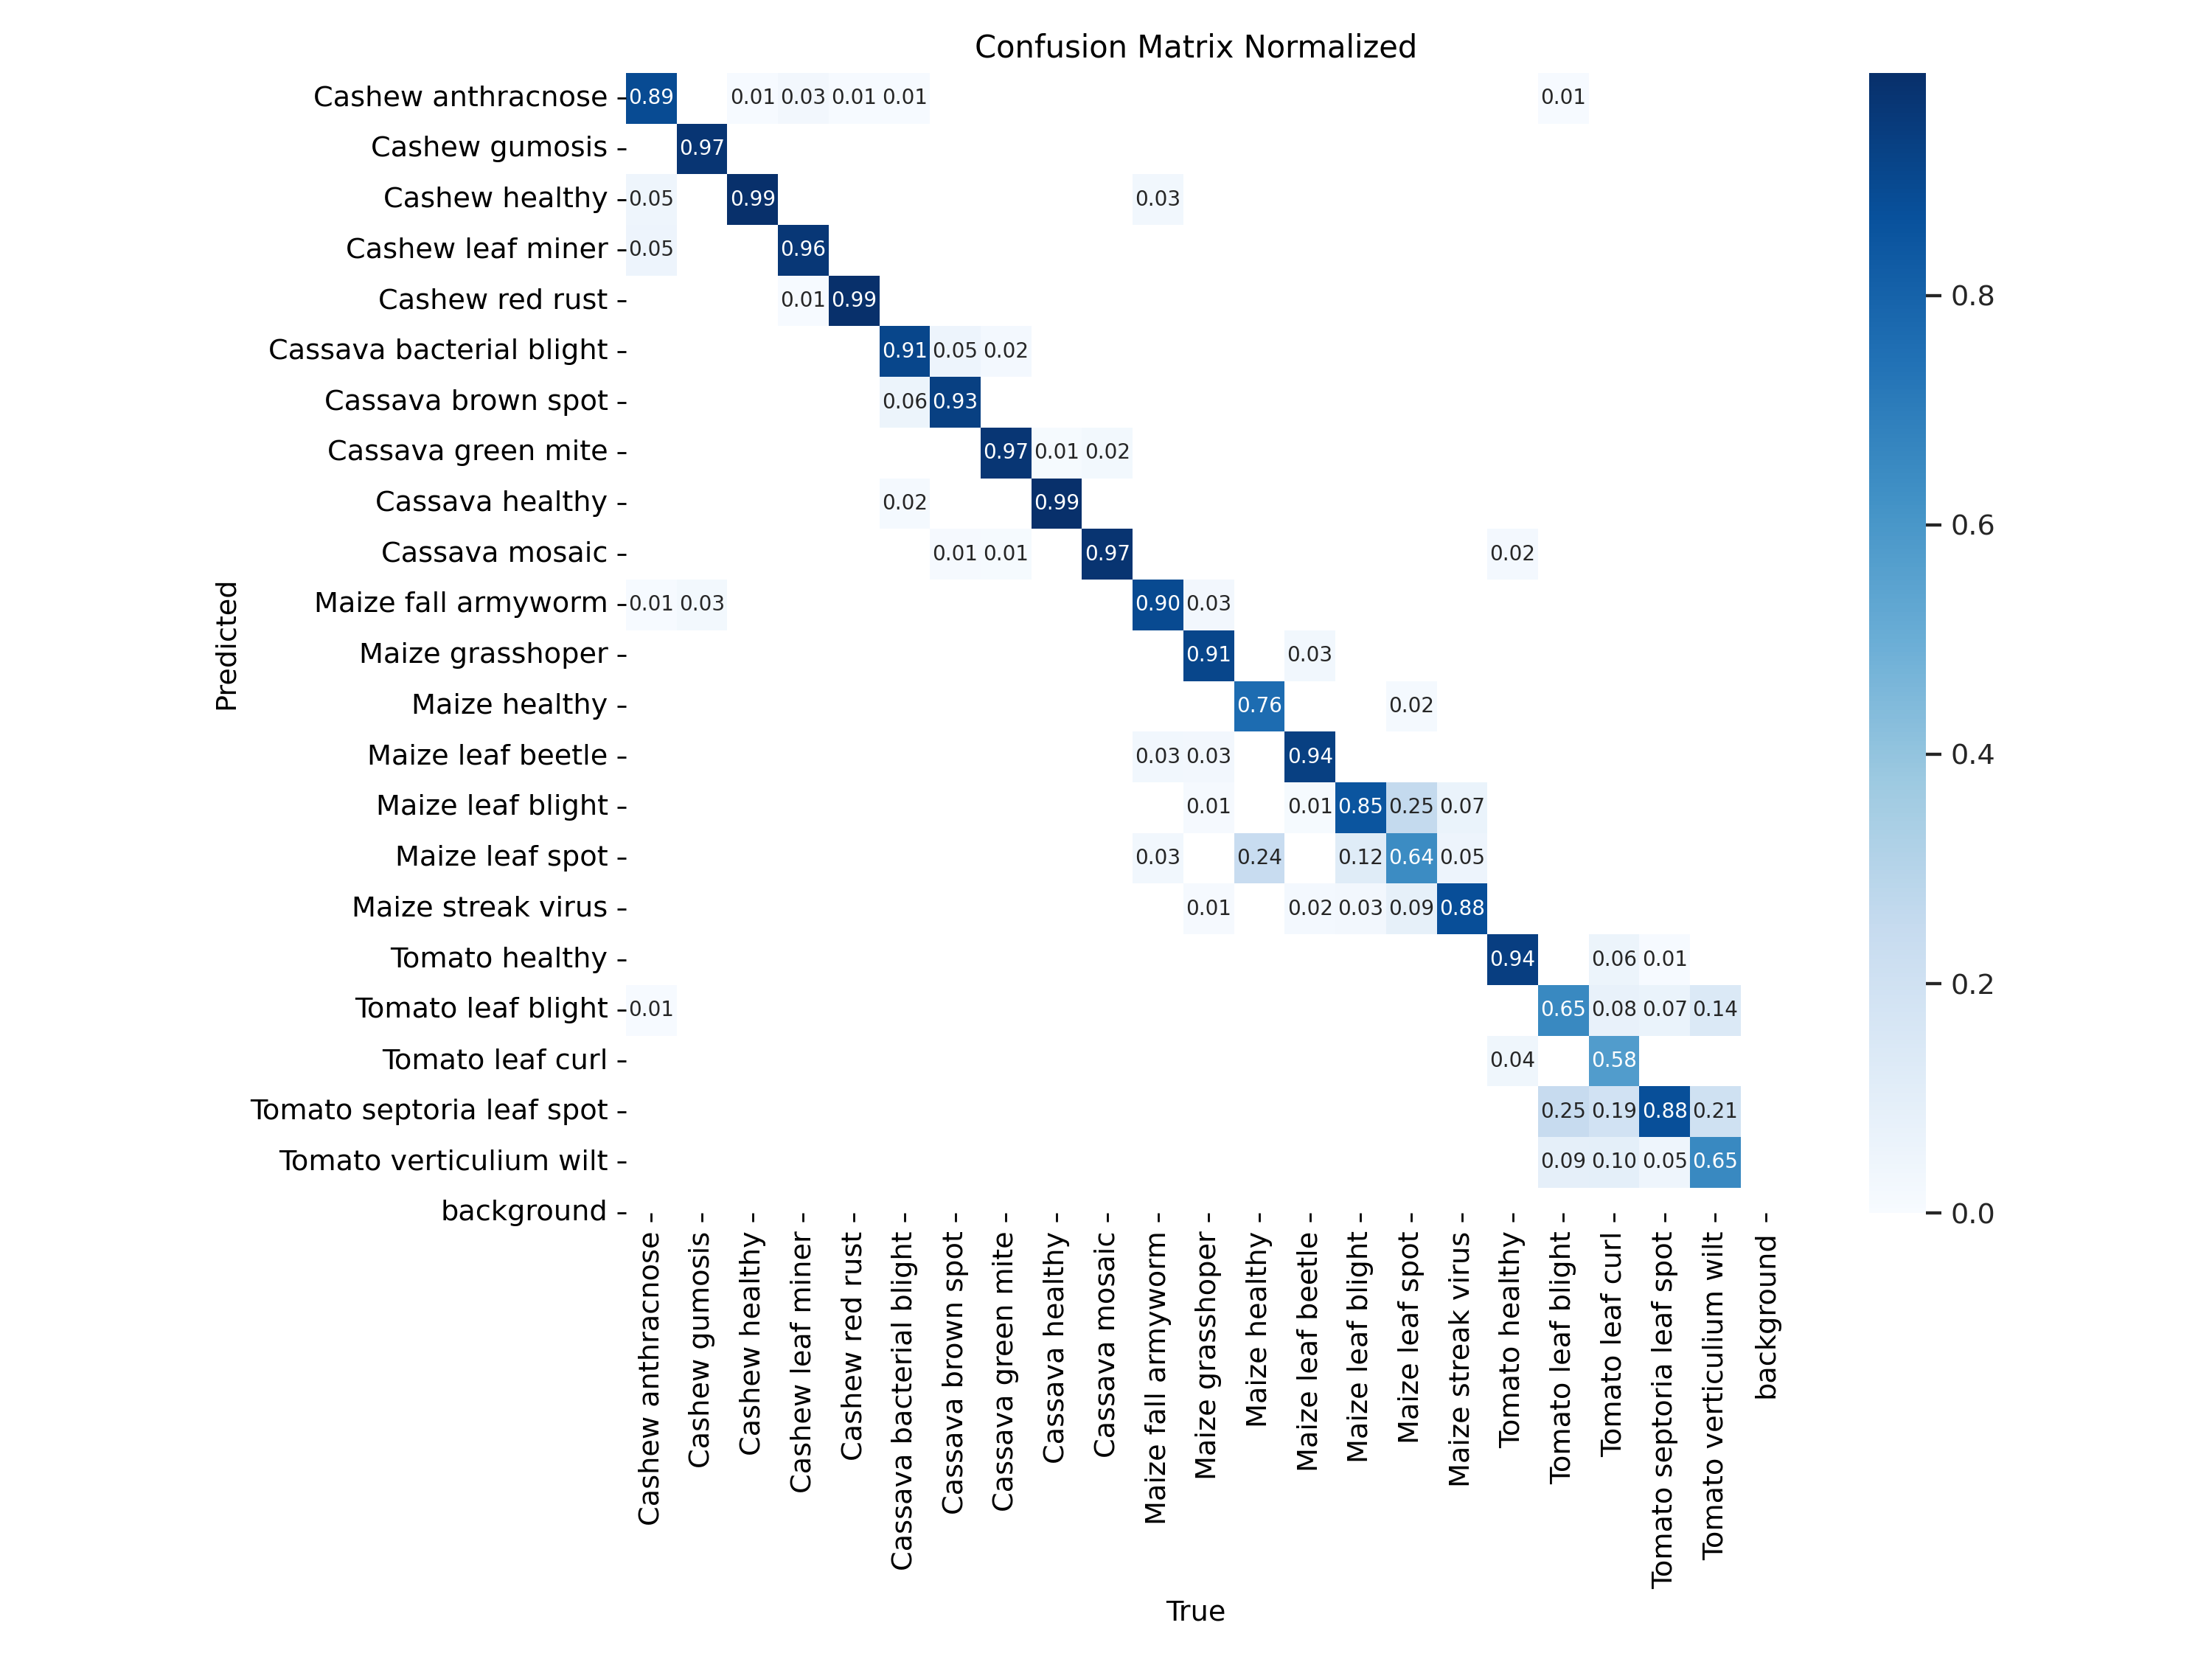 Confusion Matrix Normalized
Cashew anthracnose 0.89 0.01 0.03 0.01 0.01 0.01
Cashew gumosis 0.97
Cashew healthy 0.05 0.99 0.03
Cashew leaf miner 0.05 0.96
Cashew red rust 0.01 0.99
Cassava bacterial blight 0.91 0.05 0.02
Cassava brown spot 0.06 0.93
Cassava green mite 0.97 0.01 0.02
Cassava healthy 0.02 0.99
Cassava mosaic 0.01 0.01 0.97 0.02
Maize fall armyworm 0.01 0.03 0.90 0.03
Maize grasshoper 0.91 0.03
Maize healthy 0.76 0.02
Maize leaf beetle 0.03 0.03 0.94
Maize leaf blight 0.01 0.01 0.85 0.25 0.07
Maize leaf spot 0.03 0.24 0.12 0.64 0.05
Maize streak virus 0.01 0.02 0.03 0.09 0.88
Tomato healthy 0.94 0.06 0.01
Tomato leaf blight 0.01 0.65 0.08 0.07 0.14
Tomato leaf curl 0.04 0.58
Tomato septoria leaf spot 0.25 0.19 0.88 0.21
Tomato verticulium wilt 0.09 0.10 0.05 0.65
background
Predicted
Cashew anthracnose
Cashew gumosis
Cashew healthy
Cashew leaf miner
Cashew red rust
Cassava bacterial blight
Cassava brown spot
Cassava green mite
Cassava healthy
Cassava mosaic
Maize fall armyworm
Maize grasshoper
Maize healthy
Maize leaf beetle
Maize leaf blight
Maize leaf spot
Maize streak virus
Tomato healthy
Tomato leaf blight
Tomato leaf curl
Tomato septoria leaf spot
Tomato verticulium wilt
background
True
0.8
0.6
0.4
0.2
0.0